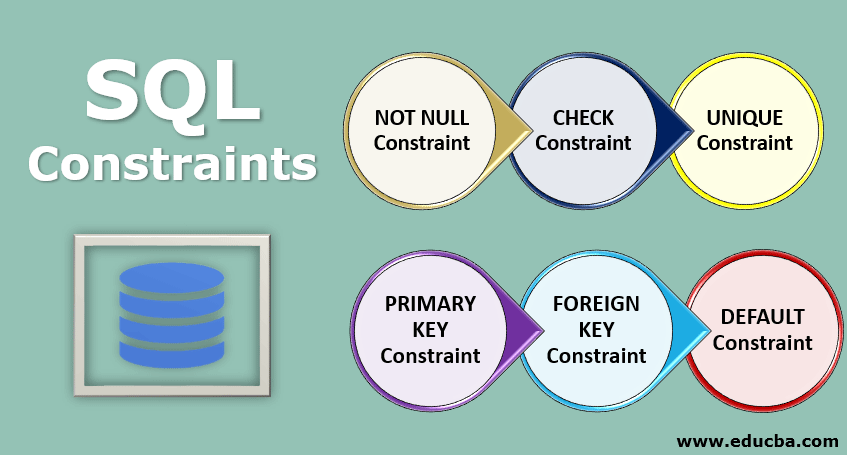 SQL
Constraints
NOT NULL
Constraint
CHECK
Constraint
UNIQUE
Constraint
PRIMARY
KEY
Constraint
FOREIGN
KEY
Constraint
DEFAULT
Constraint
www.educba.com